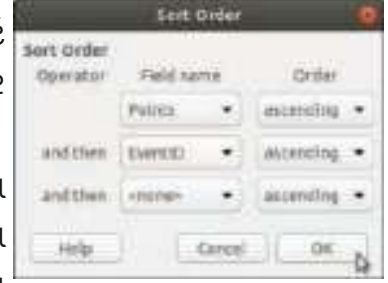 Sort Order
Sort Order
Operator Field name Order
ascending
and then EventID ascending
and then <none> ascending
Help Cancel OK